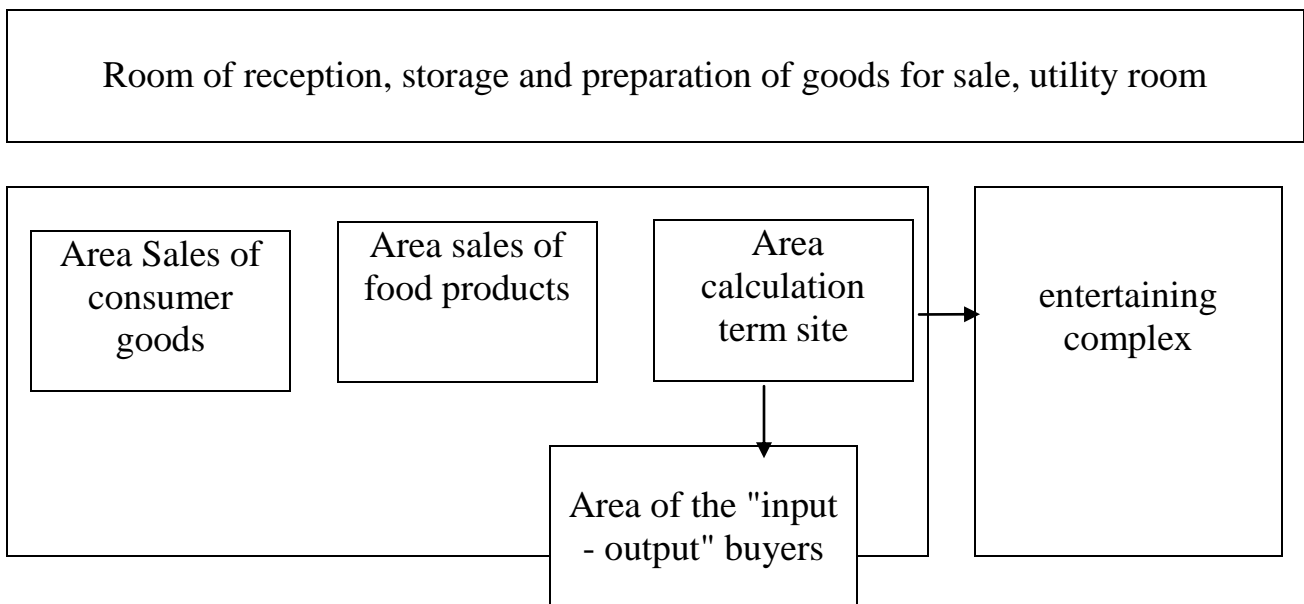 Room of reception, storage and preparation of goods for sale, utility room
Area Sales of
consumer
goods
Area sales of
food products
Area
calculation
term site
entertaining
complex
Area of the "input
- output" buyers